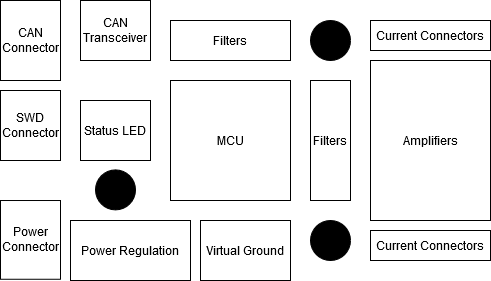 CAN
Connector
CAN
Transceiver
Filters
Current Connectors
SWD
Connector
Status LED
MCU
Filters
Amplifiers
Power
Connector
Power Regulation
Virtual Ground
Current Connectors